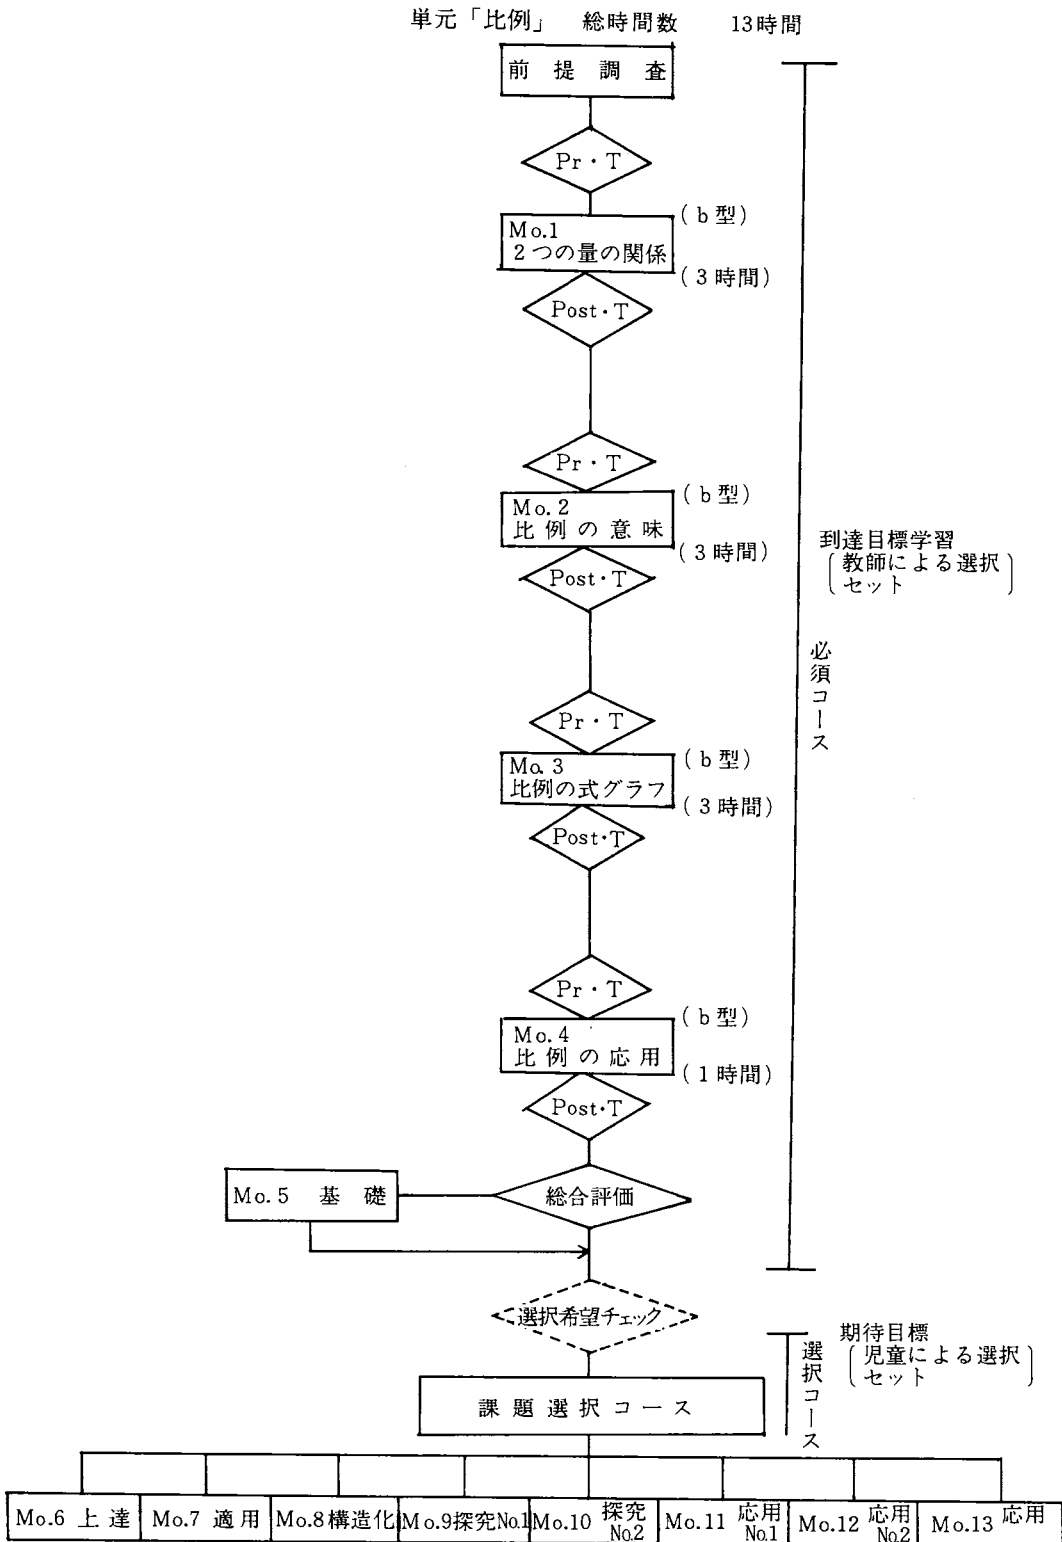 単元「比例」 総時間数 13時間
前提調査
Pr・T
Mo.1
2つの量の関係
(b型)
(3時間)
Post・T
Pr・T
Mo.2
比例の意味
(b型)
(3時間)
Post・T
到達目標学習
教師による選択
セット
必須コース
Pr・T
Mo.3
比例の式グラフ
(b型)
(3時間)
Post・T
Pr・T
Mo.4
比例の応用
(b型)
(1時間)
Post・T
Mo.5 基礎
総合評価
選択希望チェック
期待目標
児童による選択
セット
選択コース
課題選択コース
Mo.6 上達
Mo.7 適用
Mo.8構造化
Mo.9探究No.1
Mo.10 探究No.2
Mo.11 応用No.1
Mo.12 応用No.2
Mo.13 応用